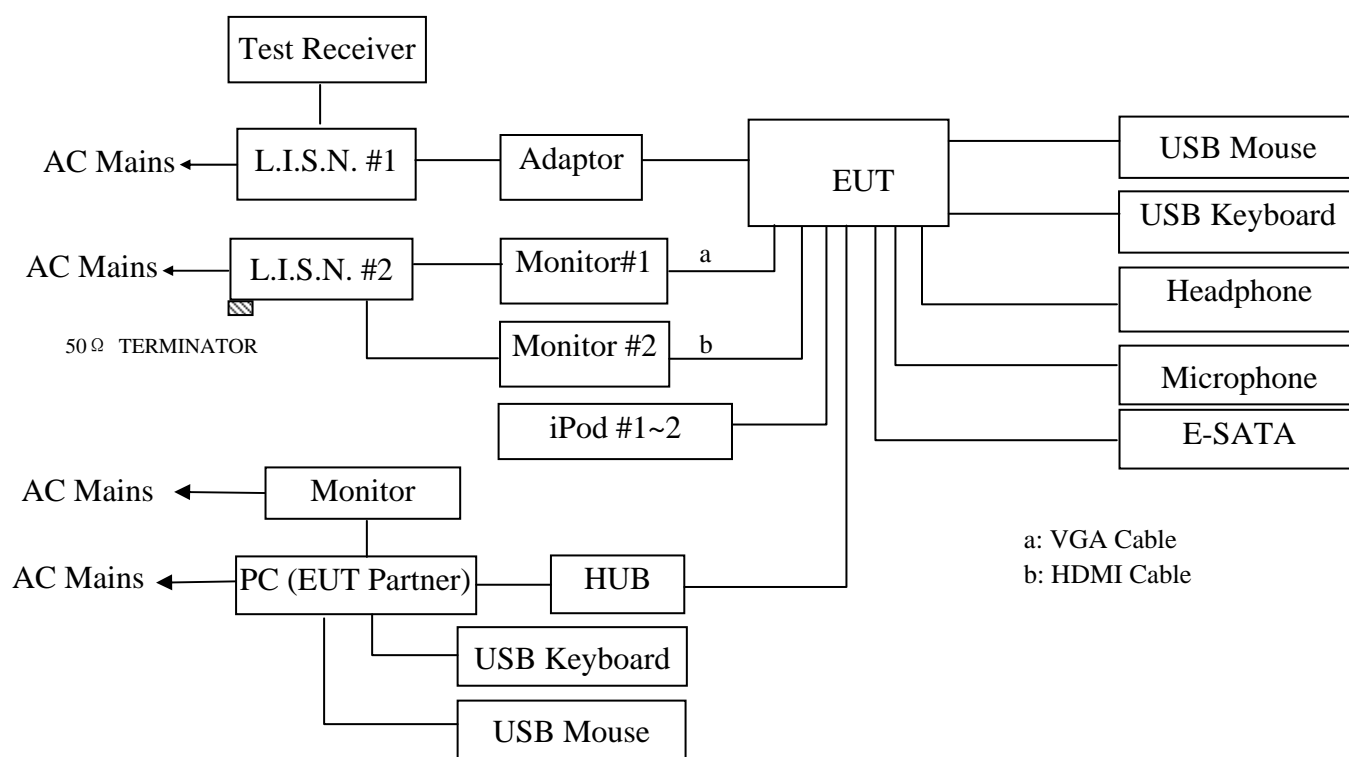 Test Receiver
AC Mains
L.I.S.N. #1
Adaptor
EUT
USB Mouse
USB Keyboard
AC Mains
L.I.S.N. #2
Monitor#1
a
Headphone
50Ω TERMINATOR
Monitor #2
b
Microphone
iPod #1~2
E-SATA
AC Mains
Monitor
a: VGA Cable
b: HDMI Cable
AC Mains
PC (EUT Partner)
HUB
USB Keyboard
USB Mouse